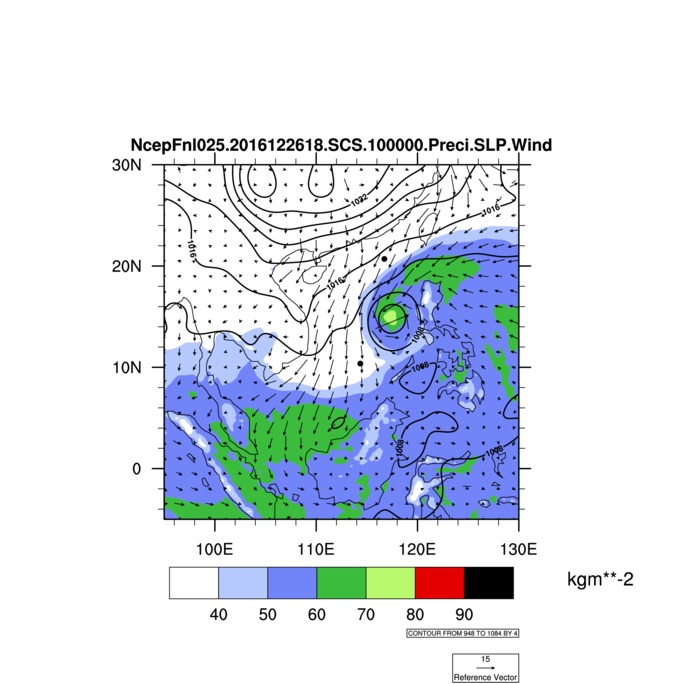 NcepFnl025.2016122618.SCS.100000.Preci.SLP.Wind
30N
1032
1016
1016
20N
1016
1008
10N
1008
1008
1008
0
100E 110E 120E 130E
kgm**-2
40 50 60 70 80 90
CONTOUR FROM 948 TO 1084 BY 4
15
Reference Vector